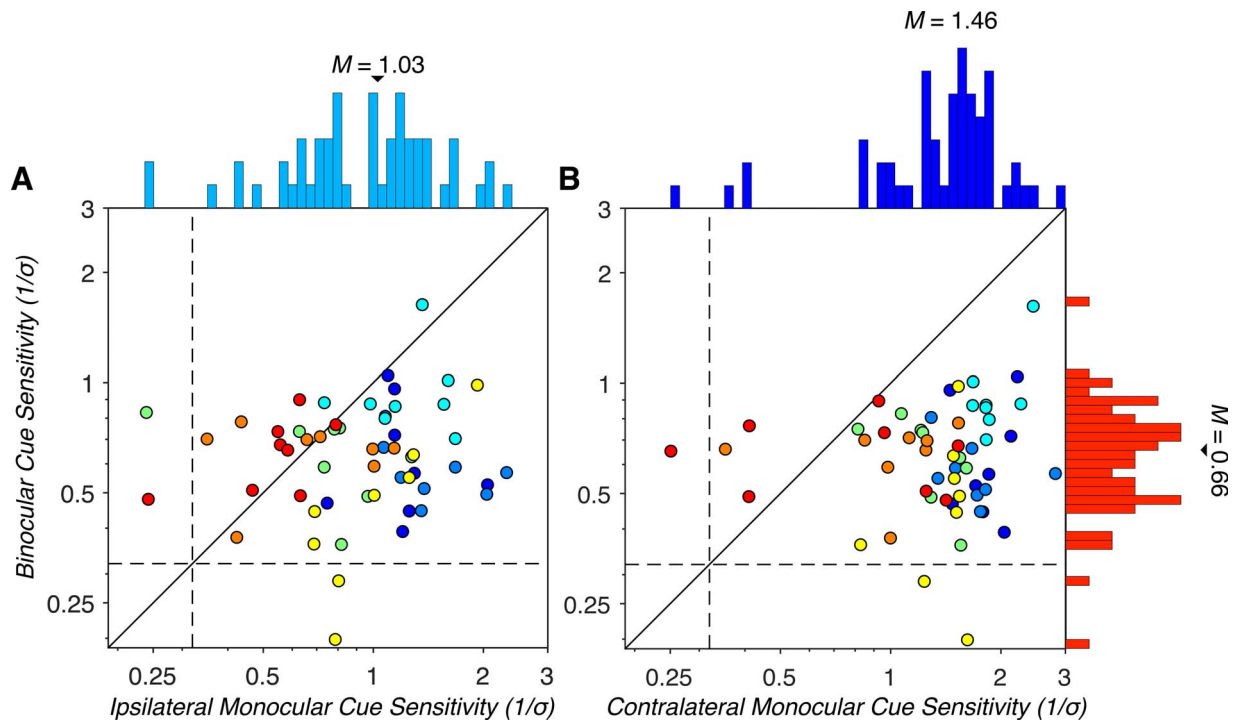 M = 1.46
M = 1.03
A
B
3
2
1
0.5
0.25
Binocular Cue Sensitivity (1/σ)
0.25
0.5
1
2
3
Ipsilateral Monocular Cue Sensitivity (1/σ)
3
2
1
0.5
0.25
0.25
0.5
1
2
3
Contralateral Monocular Cue Sensitivity (1/σ)
M = 0.66